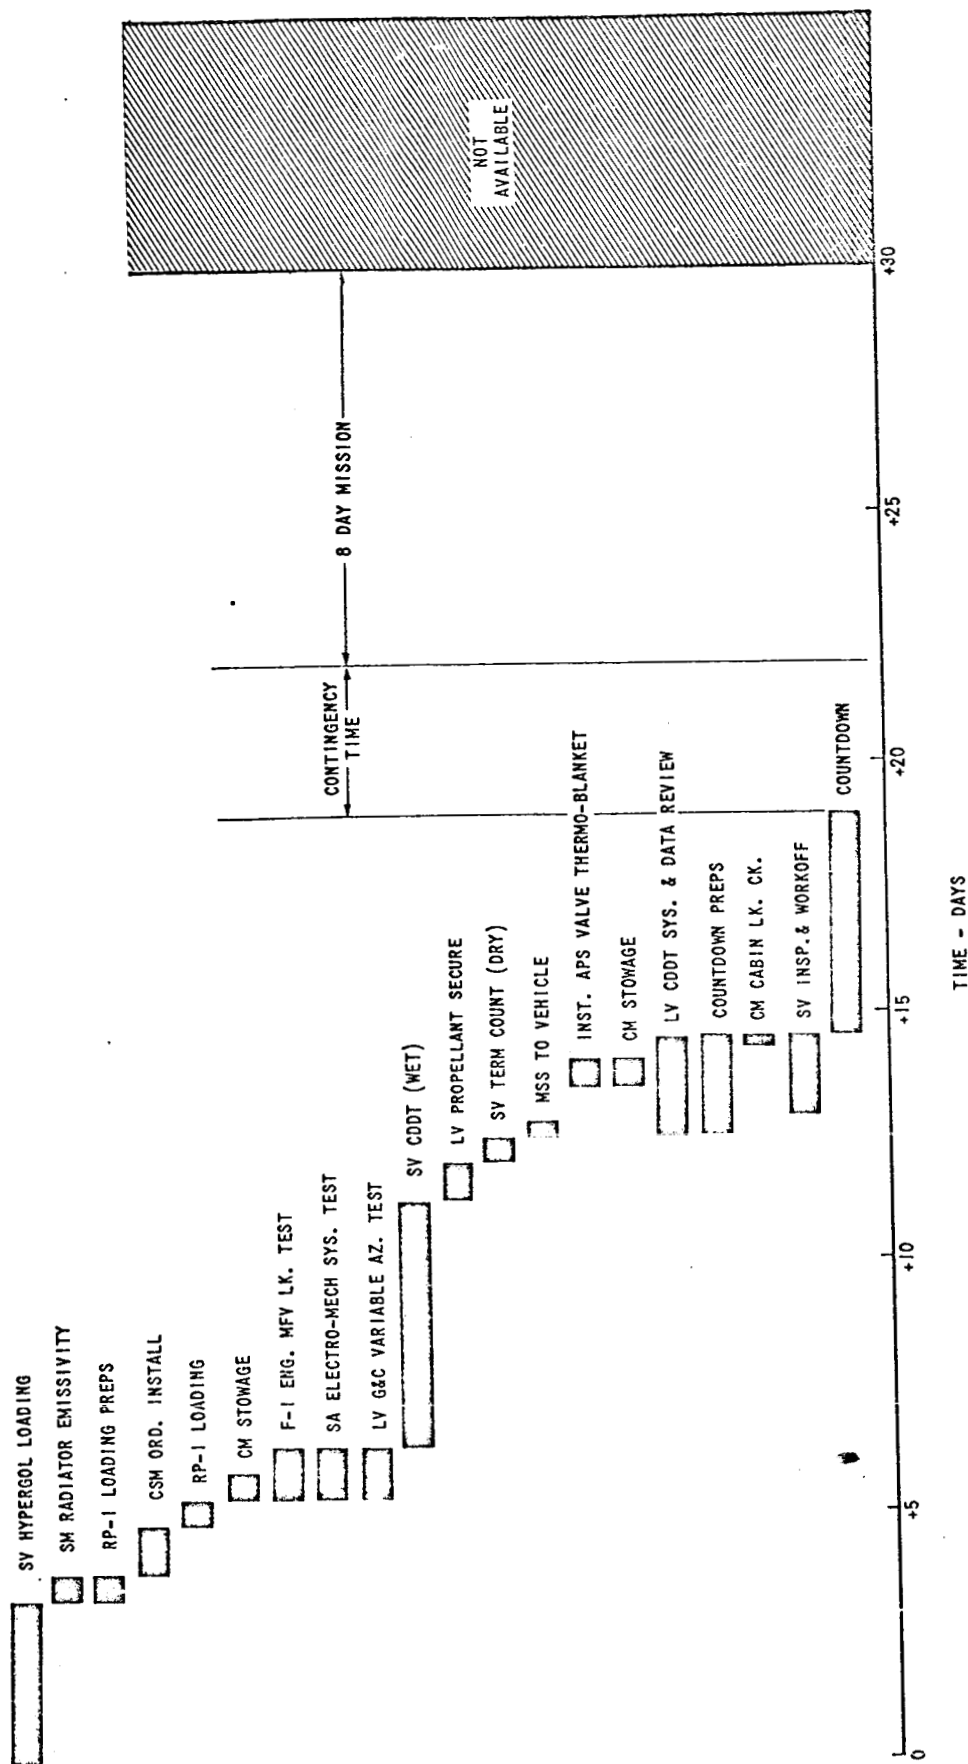 SV HYPERGOL LOADING
SM RADIATOR EMISSIVITY
RP-1 LOADING PREPS
CSM ORD. INSTALL
RP-1 LOADING
CM STOWAGE
F-1 ENG. MFV LK. TEST
SA ELECTRO-MECH SYS. TEST
LV G&C VARIABLE AZ. TEST
SV CDDT (WET)
LV PROPELLANT SECURE
SV TERM COUNT (DRY)
MSS TO VEHICLE
INST. APS VALVE THERMO-BLANKET
CM STOWAGE
LV CDDT SYS. & DATA REVIEW
COUNTDOWN PREPS
CM CABIN LK. CK.
SV INSP.& WORKOFF
COUNTDOWN
CONTINGENCY
TIME
8 DAY MISSION
NOT
AVAILABLE
0
+5
+10
+15
+20
+25
+30
TIME - DAYS